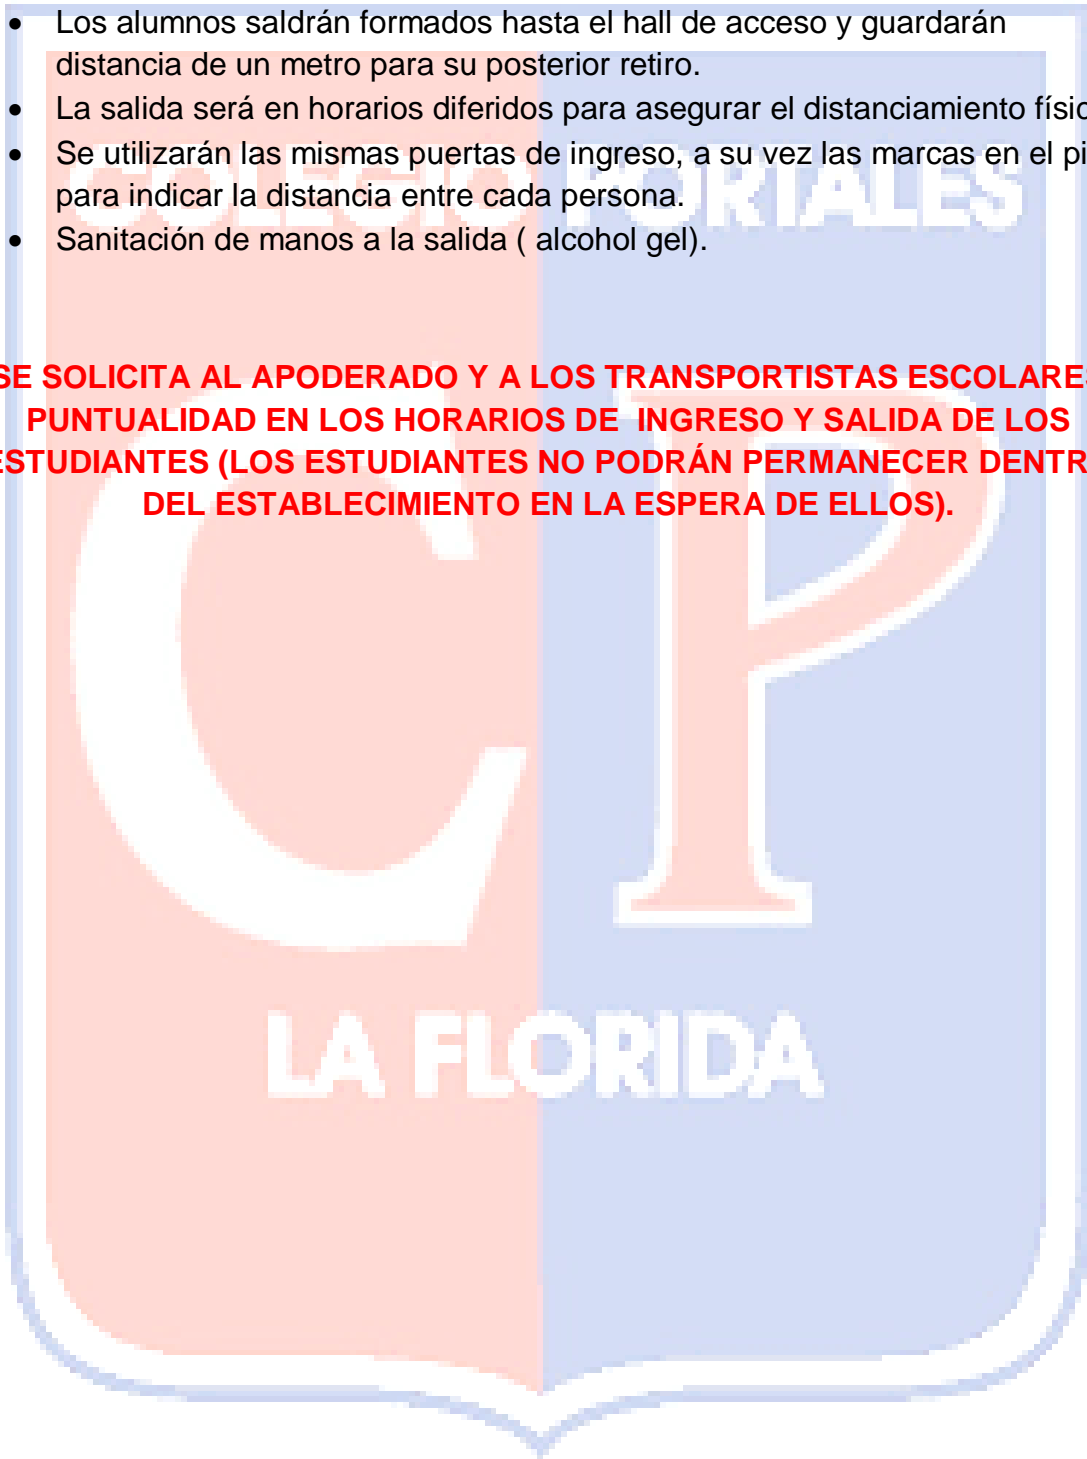 • Los alumnos saldrán formados hasta el hall de acceso y guardarán
distancia de un metro para su posterior retiro.
• La salida será en horarios diferidos para asegurar el distanciamiento
• Se utilizarán las mismas puertas de ingreso, a su vez las marcas en el
para indicar la distancia entre cada persona.
COLEGIO PORTALES
• Sanitación de manos a la salida ( alcohol gel).
SE SOLICITA AL APODERADO Y A LOS TRANSPORTISTAS ESCOLARES
PUNTUALIDAD EN LOS HORARIOS DE INGRESO Y SALIDA DE LOS
ESTUDIANTES (LOS ESTUDIANTES NO PODRÁN PERMANECER
DEL ESTABLECIMIENTO EN LA ESPERA DE ELLOS).
CP
LA FLORIDA